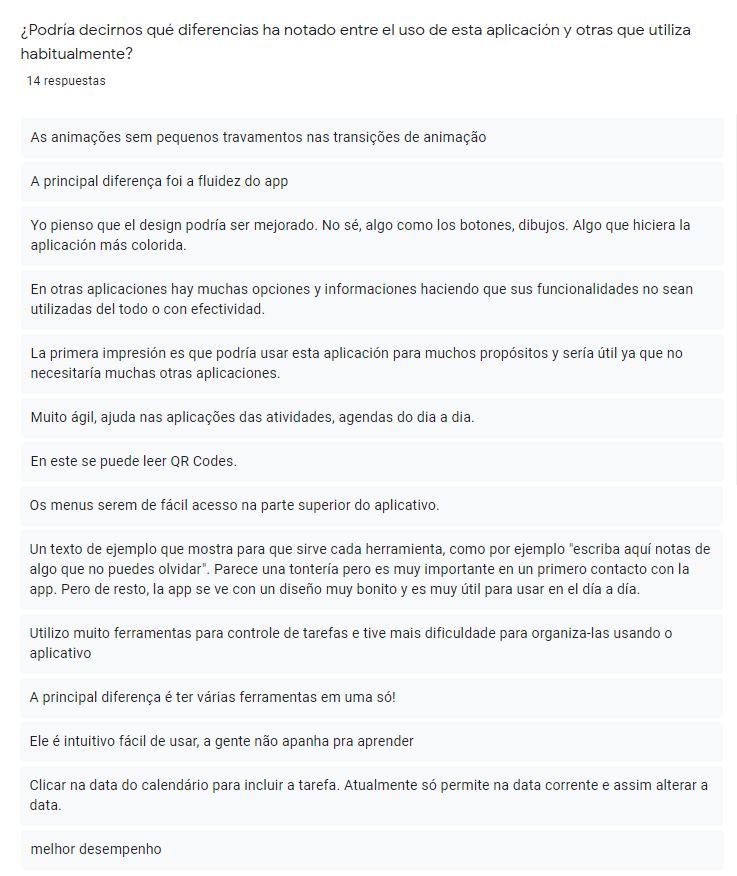 ¿Podría decirnos qué diferencias ha notado entre el uso de esta aplicación y otras que utiliza
habitualmente?
14 respuestas
As animações sem pequenos travamentos nas transições de animação
A principal diferença foi a fluidez do app
Yo pienso que el design podría ser mejorado. No sé, algo como los botones, dibujos. Algo que hiciera la
aplicación más colorida.
En otras aplicaciones hay muchas opciones y informaciones haciendo que sus funcionalidades no sean
utilizadas del todo o con efectividad.
La primera impresión es que podría usar esta aplicación para muchos propósitos y sería útil ya que no
necesitaría muchas otras aplicaciones.
Muito ágil, ajuda nas aplicações das atividades, agendas do dia a dia.
En este se puede leer QR Codes.
Os menus serem de fácil acesso na parte superior do aplicativo.
Un texto de ejemplo que mostra para que sirve cada herramienta, como por ejemplo "escriba aquí notas de
algo que no puedes olvidar". Parece una tontería pero es muy importante en un primero contacto con la
app. Pero de resto, la app se ve con un diseño muy bonito y es muy útil para usar en el día a día.
Utilizo muito ferramentas para controle de tarefas e tive mais dificuldade para organiza-las usando o
aplicativo
A principal diferença é ter várias ferramentas em uma só!
Ele é intuitivo fácil de usar, a gente não apanha pra aprender
Clicar na data do calendário para incluir a tarefa. Atualmente só permite na data corrente e assim alterar a
data.
melhor desempenho